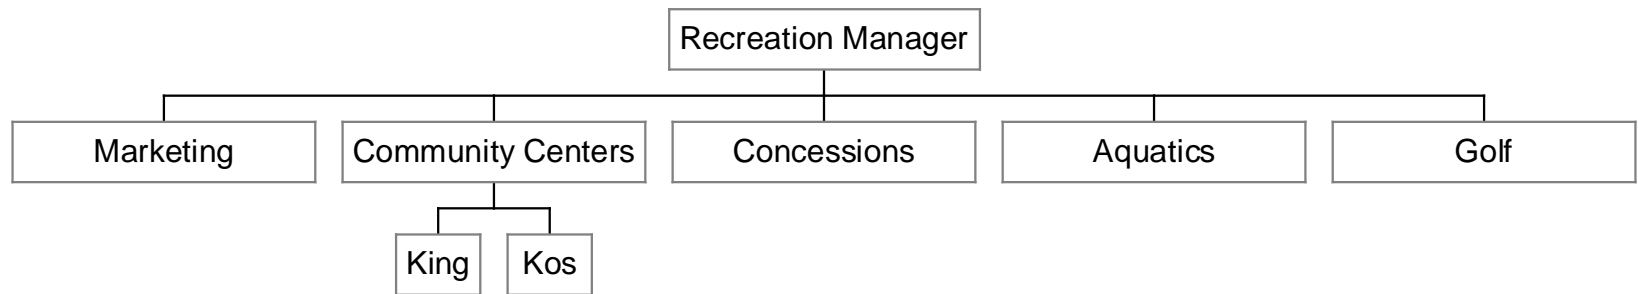 Recreation Manager
Marketing
Community Centers
Concessions
Aquatics
Golf
King
Kos